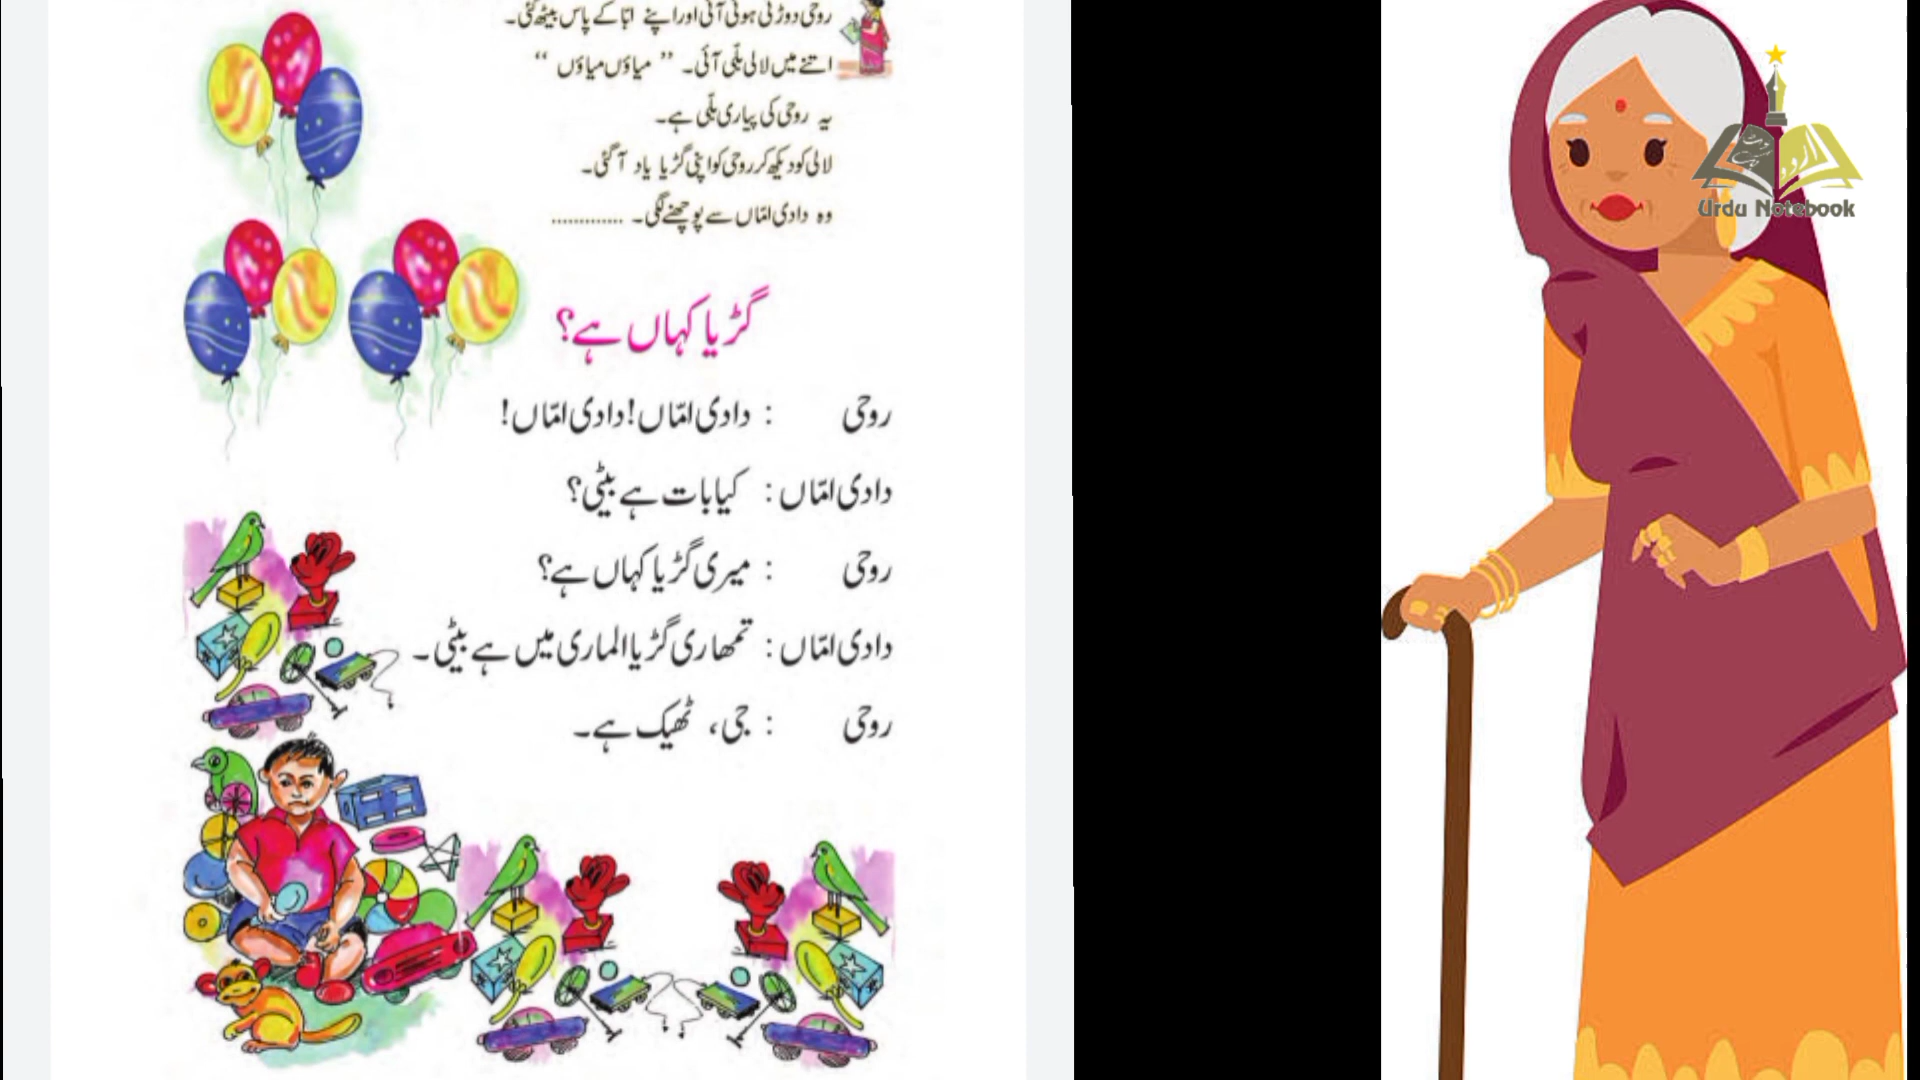 روحی دوڑتی ہوئی آئی اور اپنے ابّا کے پاس بیٹھ گئی۔
اتنے میں لالی بلّی آئی۔ ”میاؤں میاؤں“
یہ روحی کی پیاری بلّی ہے۔
لالی کو دیکھ کر روحی کو اپنی گڑیا یاد آ گئی۔
وہ دادی امّاں سے پوچھنے لگی۔ .............
گڑیا کہاں ہے؟
روحی : دادی امّاں! دادی امّاں!
دادی امّاں : کیا بات ہے بیٹی؟
روحی : میری گڑیا کہاں ہے؟
دادی امّاں : تمھاری گڑیا الماری میں ہے بیٹی۔
روحی : جی، ٹھیک ہے۔
اردو
Urdu Notebook